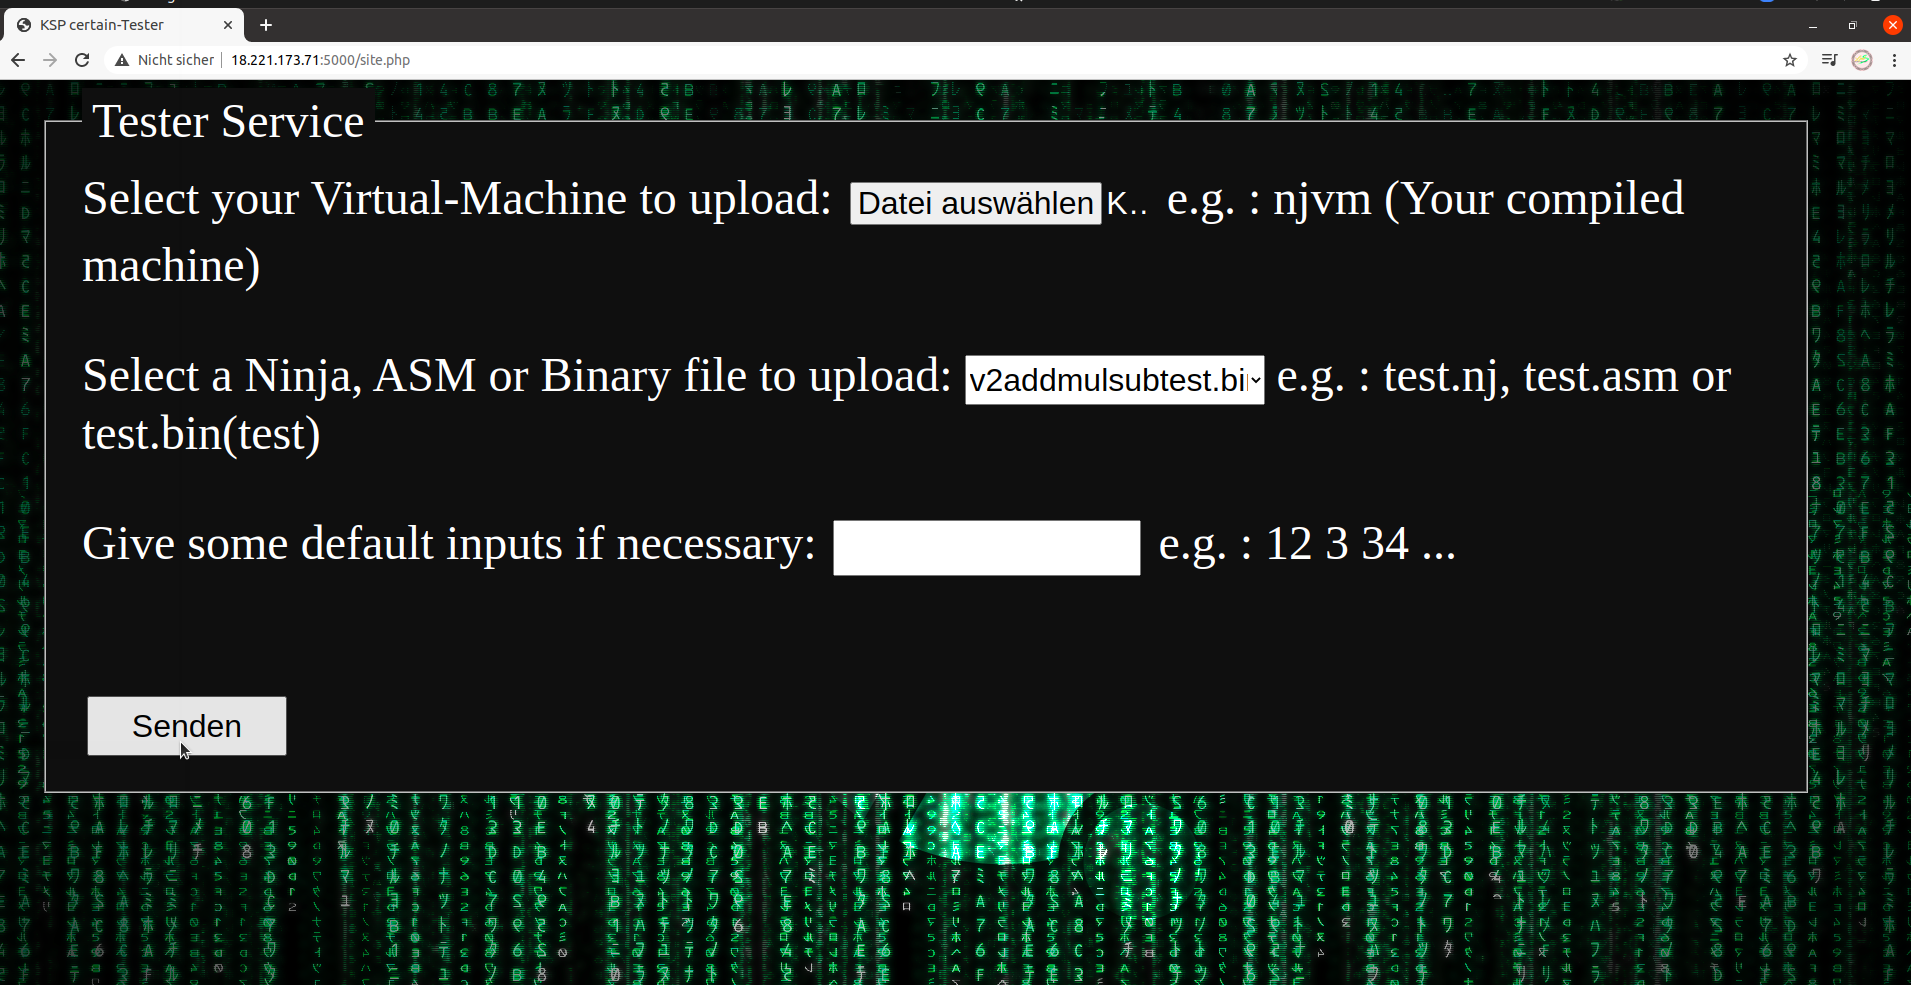 KSP certain-Tester
Nicht sicher
18.221.173.71:5000/site.php
Tester Service
Select your Virtual-Machine to upload: Datei auswählen K.. e.g. : njvm (Your compiled
machine)
Select a Ninja, ASM or Binary file to upload: v2addmulsubtest.bi e.g. : test.nj, test.asm or
test.bin(test)
Give some default inputs if necessary: e.g. : 12 3 34 ...
Senden